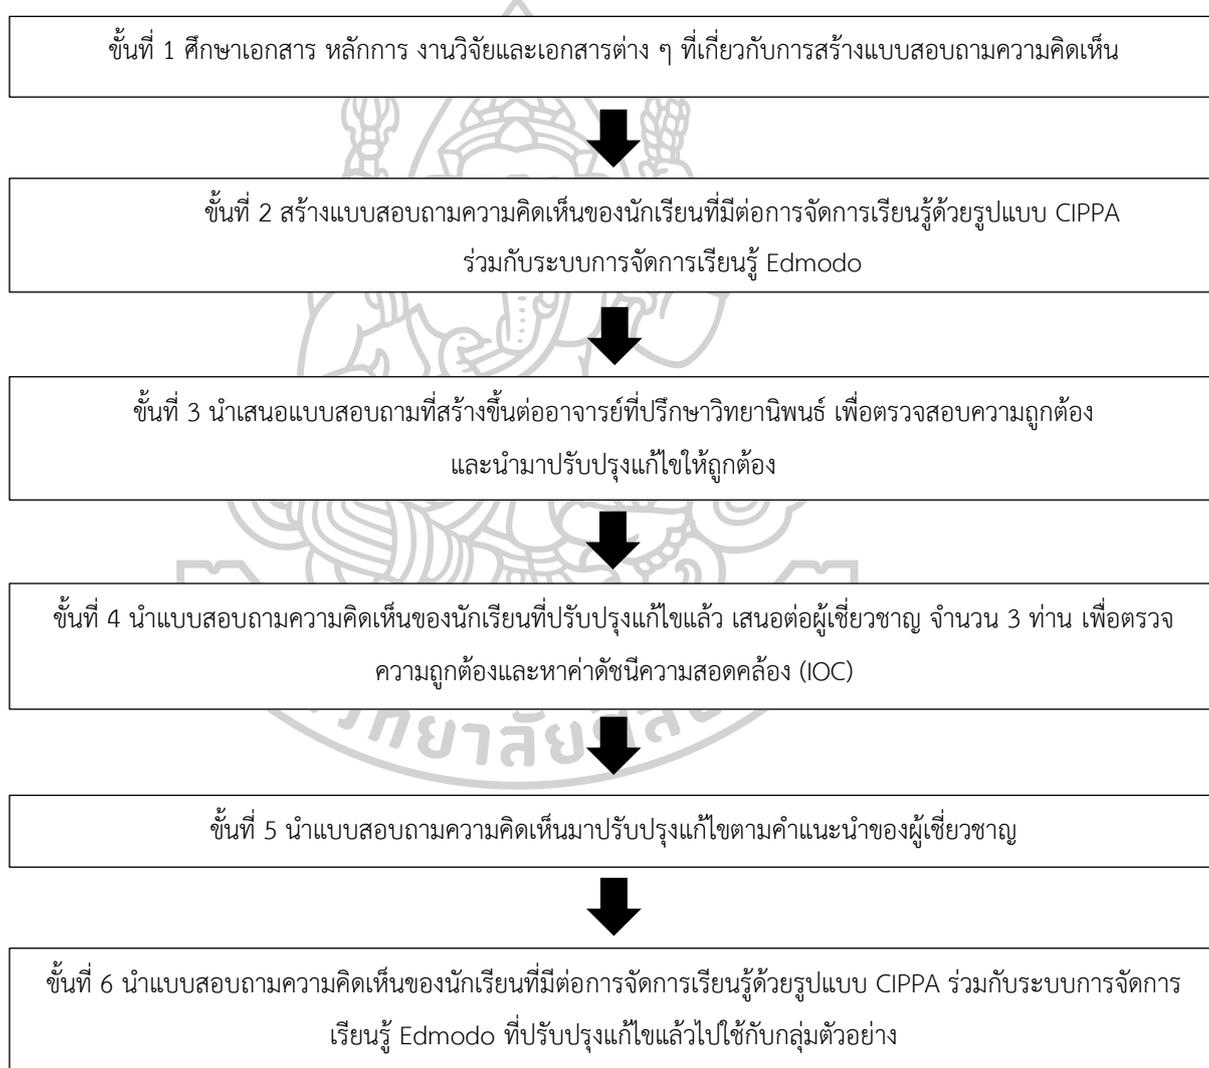 ขั้นที่ 1 ศึกษาเอกสาร หลักการ งานวิจัยและเอกสารต่าง ๆ ที่เกี่ยวกับการสร้างแบบสอบถามความคิดเห็น
ขั้นที่ 2 สร้างแบบสอบถามความคิดเห็นของนักเรียนที่มีต่อการจัดการเรียนรู้ด้วยรูปแบบ CIPPA
ร่วมกับระบบการจัดการเรียนรู้ Edmodo
ขั้นที่ 3 นำเสนอแบบสอบถามที่สร้างขึ้นต่ออาจารย์ที่ปรึกษาวิทยานิพนธ์ เพื่อตรวจสอบความถูกต้อง
และนำมาปรับปรุงแก้ไขให้ถูกต้อง
ขั้นที่ 4 นำแบบสอบถามความคิดเห็นของนักเรียนที่ปรับปรุงแก้ไขแล้ว เสนอต่อผู้เชี่ยวชาญ จำนวน 3 ท่าน เพื่อตรวจ
ความถูกต้องและหาค่าดัชนีความสอดคล้อง (IOC)
ขั้นที่ 5 นำแบบสอบถามความคิดเห็นมาปรับปรุงแก้ไขตามคำแนะนำของผู้เชี่ยวชาญ
ขั้นที่ 6 นำแบบสอบถามความคิดเห็นของนักเรียนที่มีต่อการจัดการเรียนรู้ด้วยรูปแบบ CIPPA ร่วมกับระบบการจัดการ
เรียนรู้ Edmodo ที่ปรับปรุงแก้ไขแล้วไปใช้กับกลุ่มตัวอย่าง